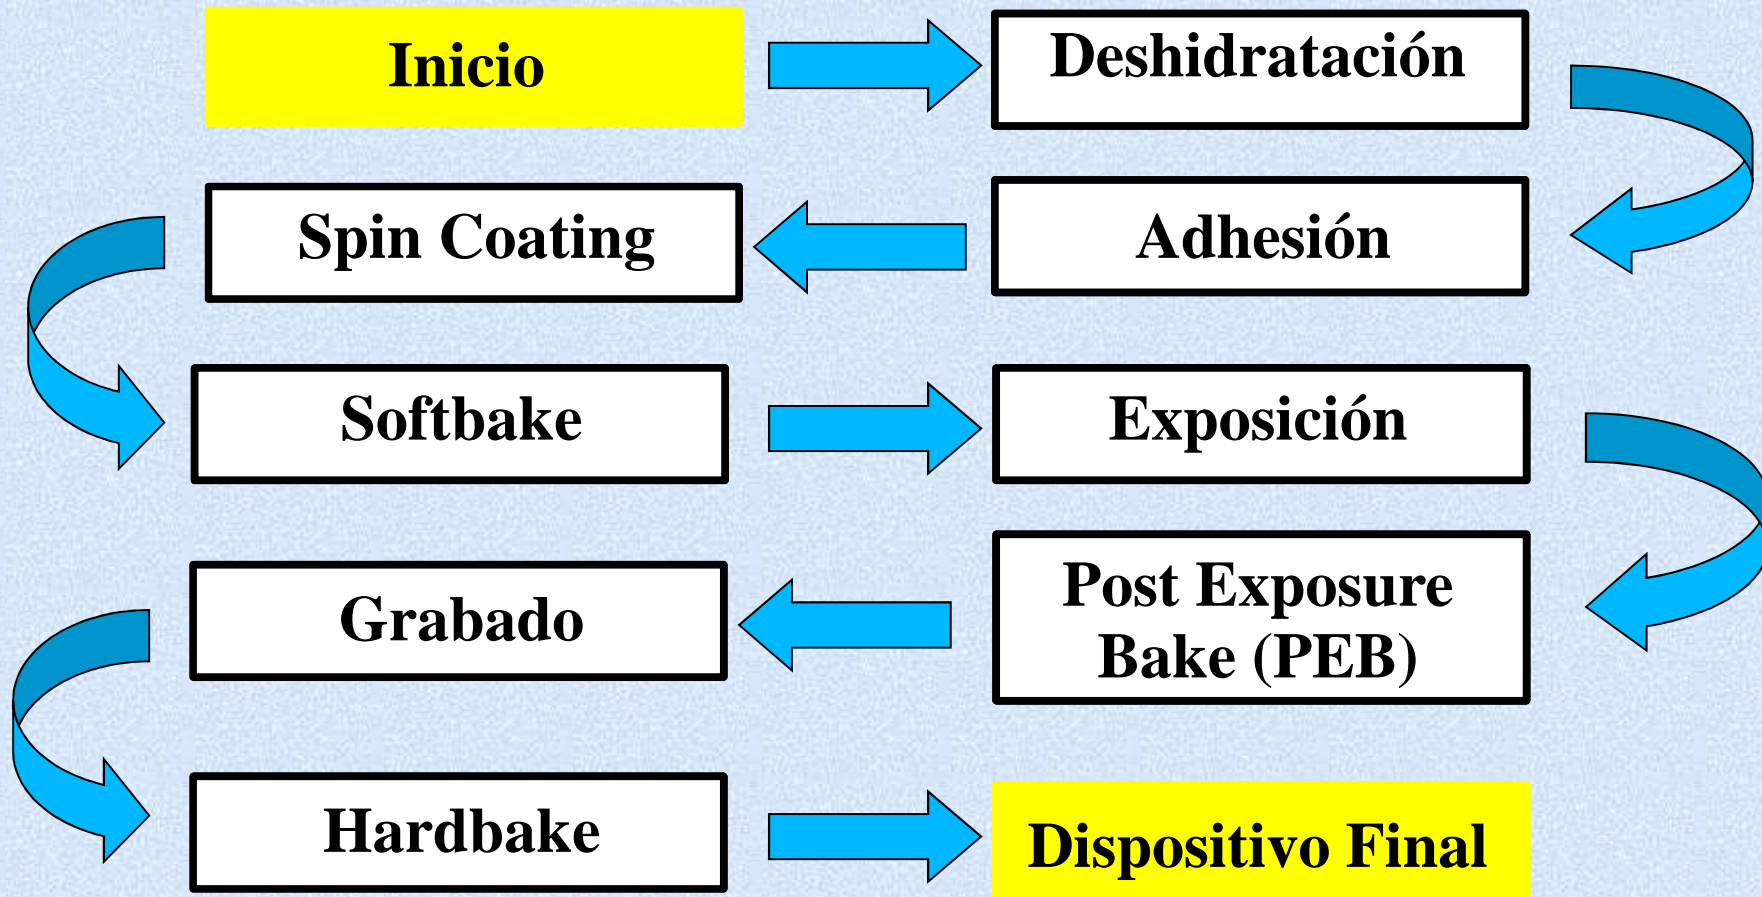 Inicio
Deshidratación
Adhesión
Spin Coating
Softbake
Exposición
Post Exposure
Bake (PEB)
Grabado
Hardbake
Dispositivo Final